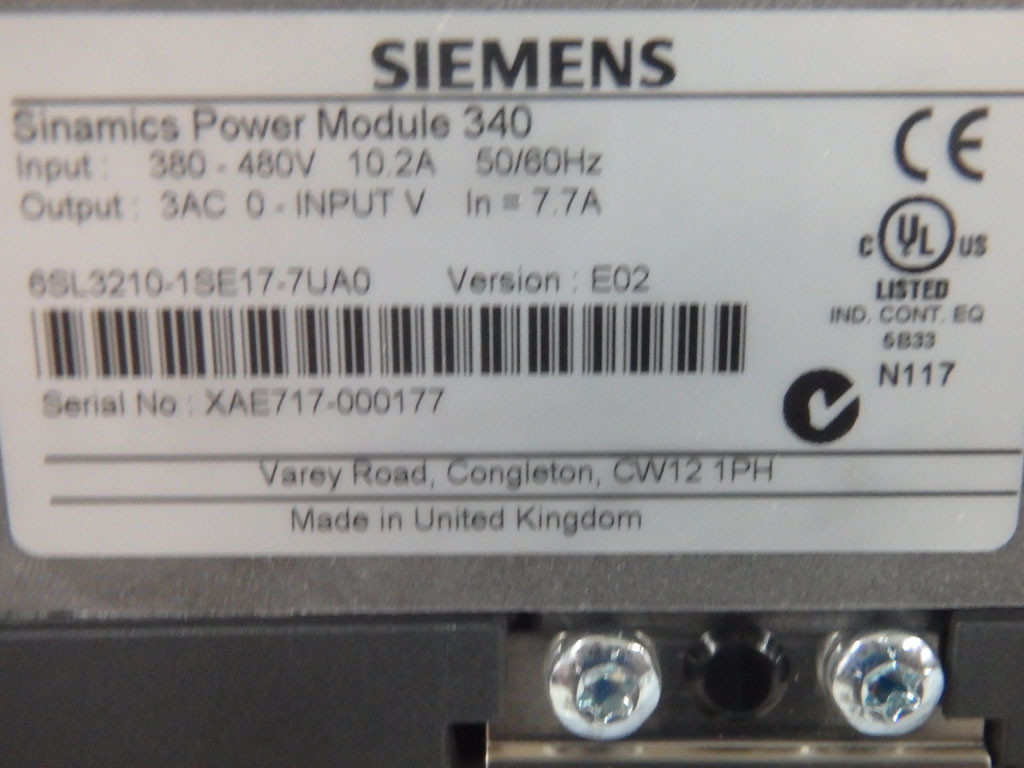 SIEMENS
Sinamics Power Module 340
Input : 380 - 480V 10.2A 50/60Hz
Output : 3AC 0 - INPUT V In = 7.7A
CE
6SL3210-1SE17-7UA0 Version : E02
C UL US
LISTED
IND. CONT. EQ
5B33
N117
Serial No : XAE717-000177
Varey Road, Congleton, CW12 1PH
Made in United Kingdom